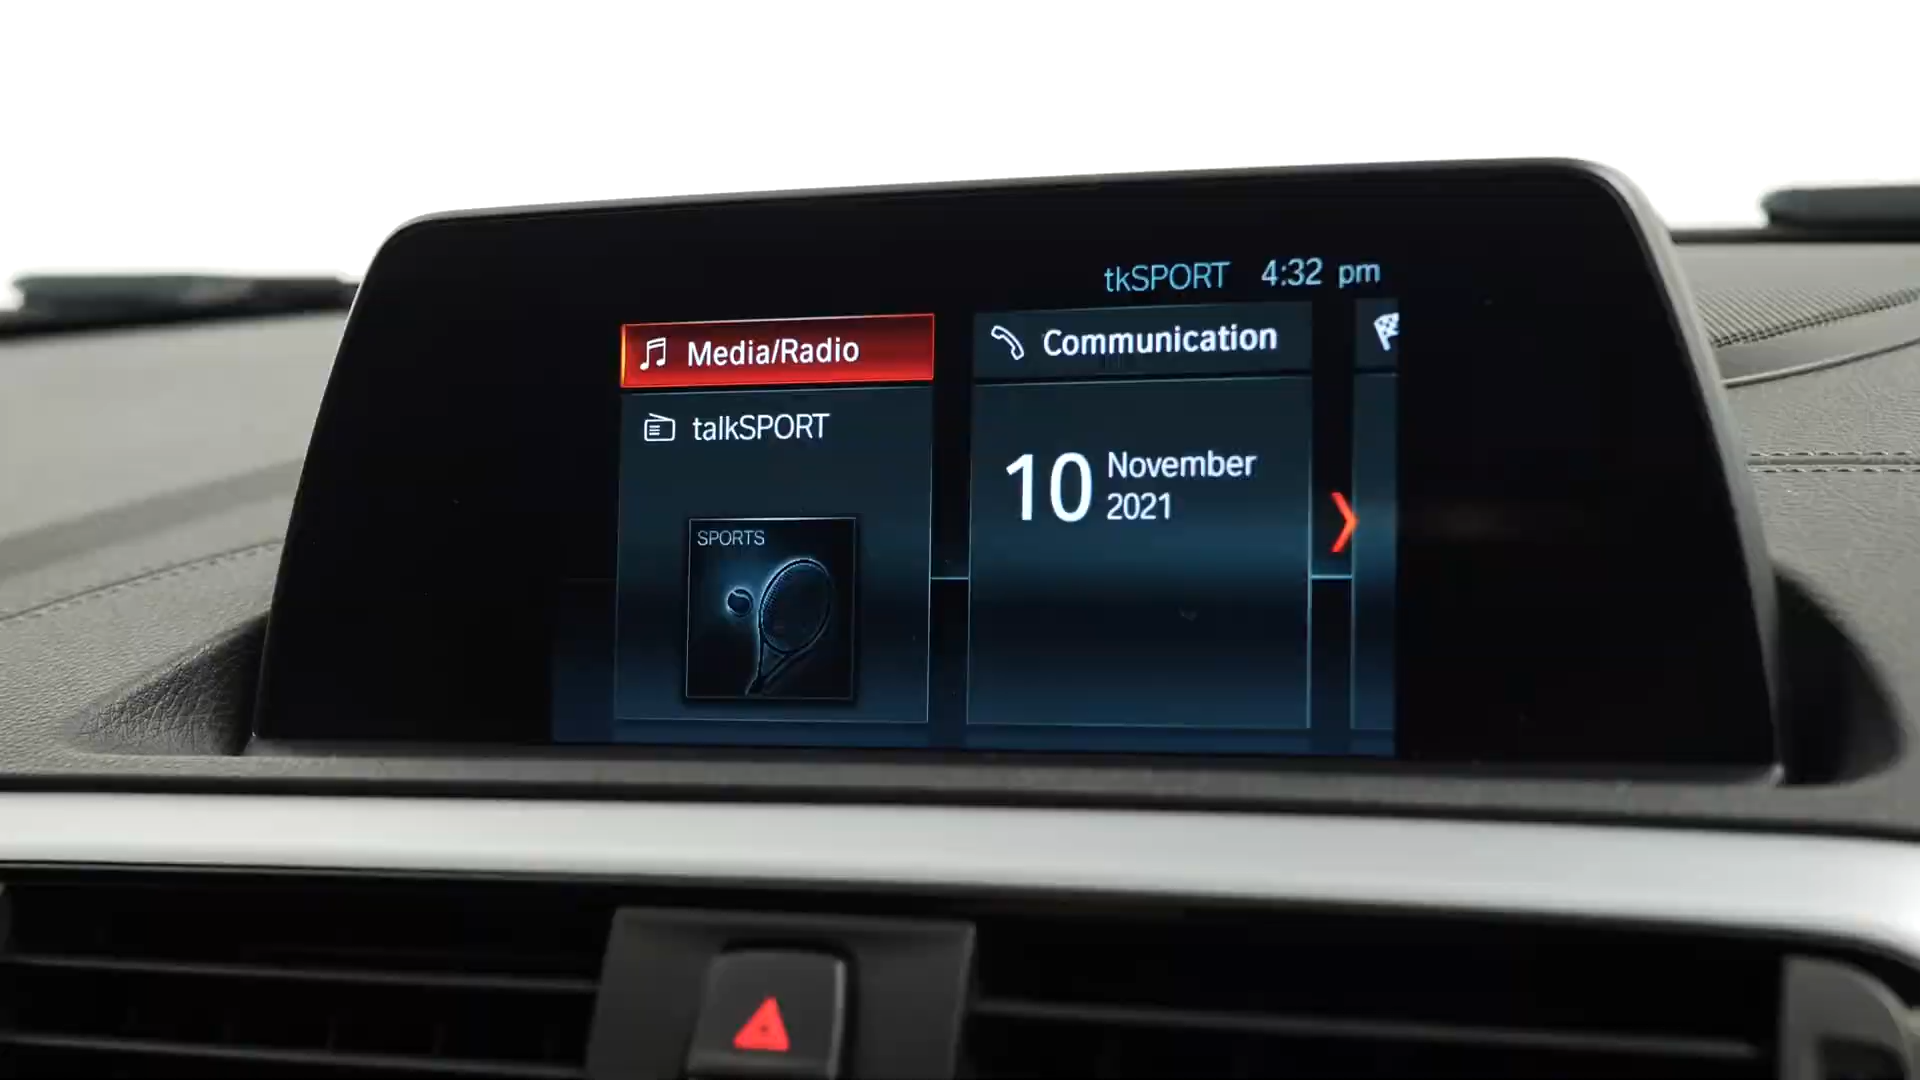 tkSPORT 4:32 pm
Media/Radio
Communication
talkSPORT
10 November
2021
SPORTS